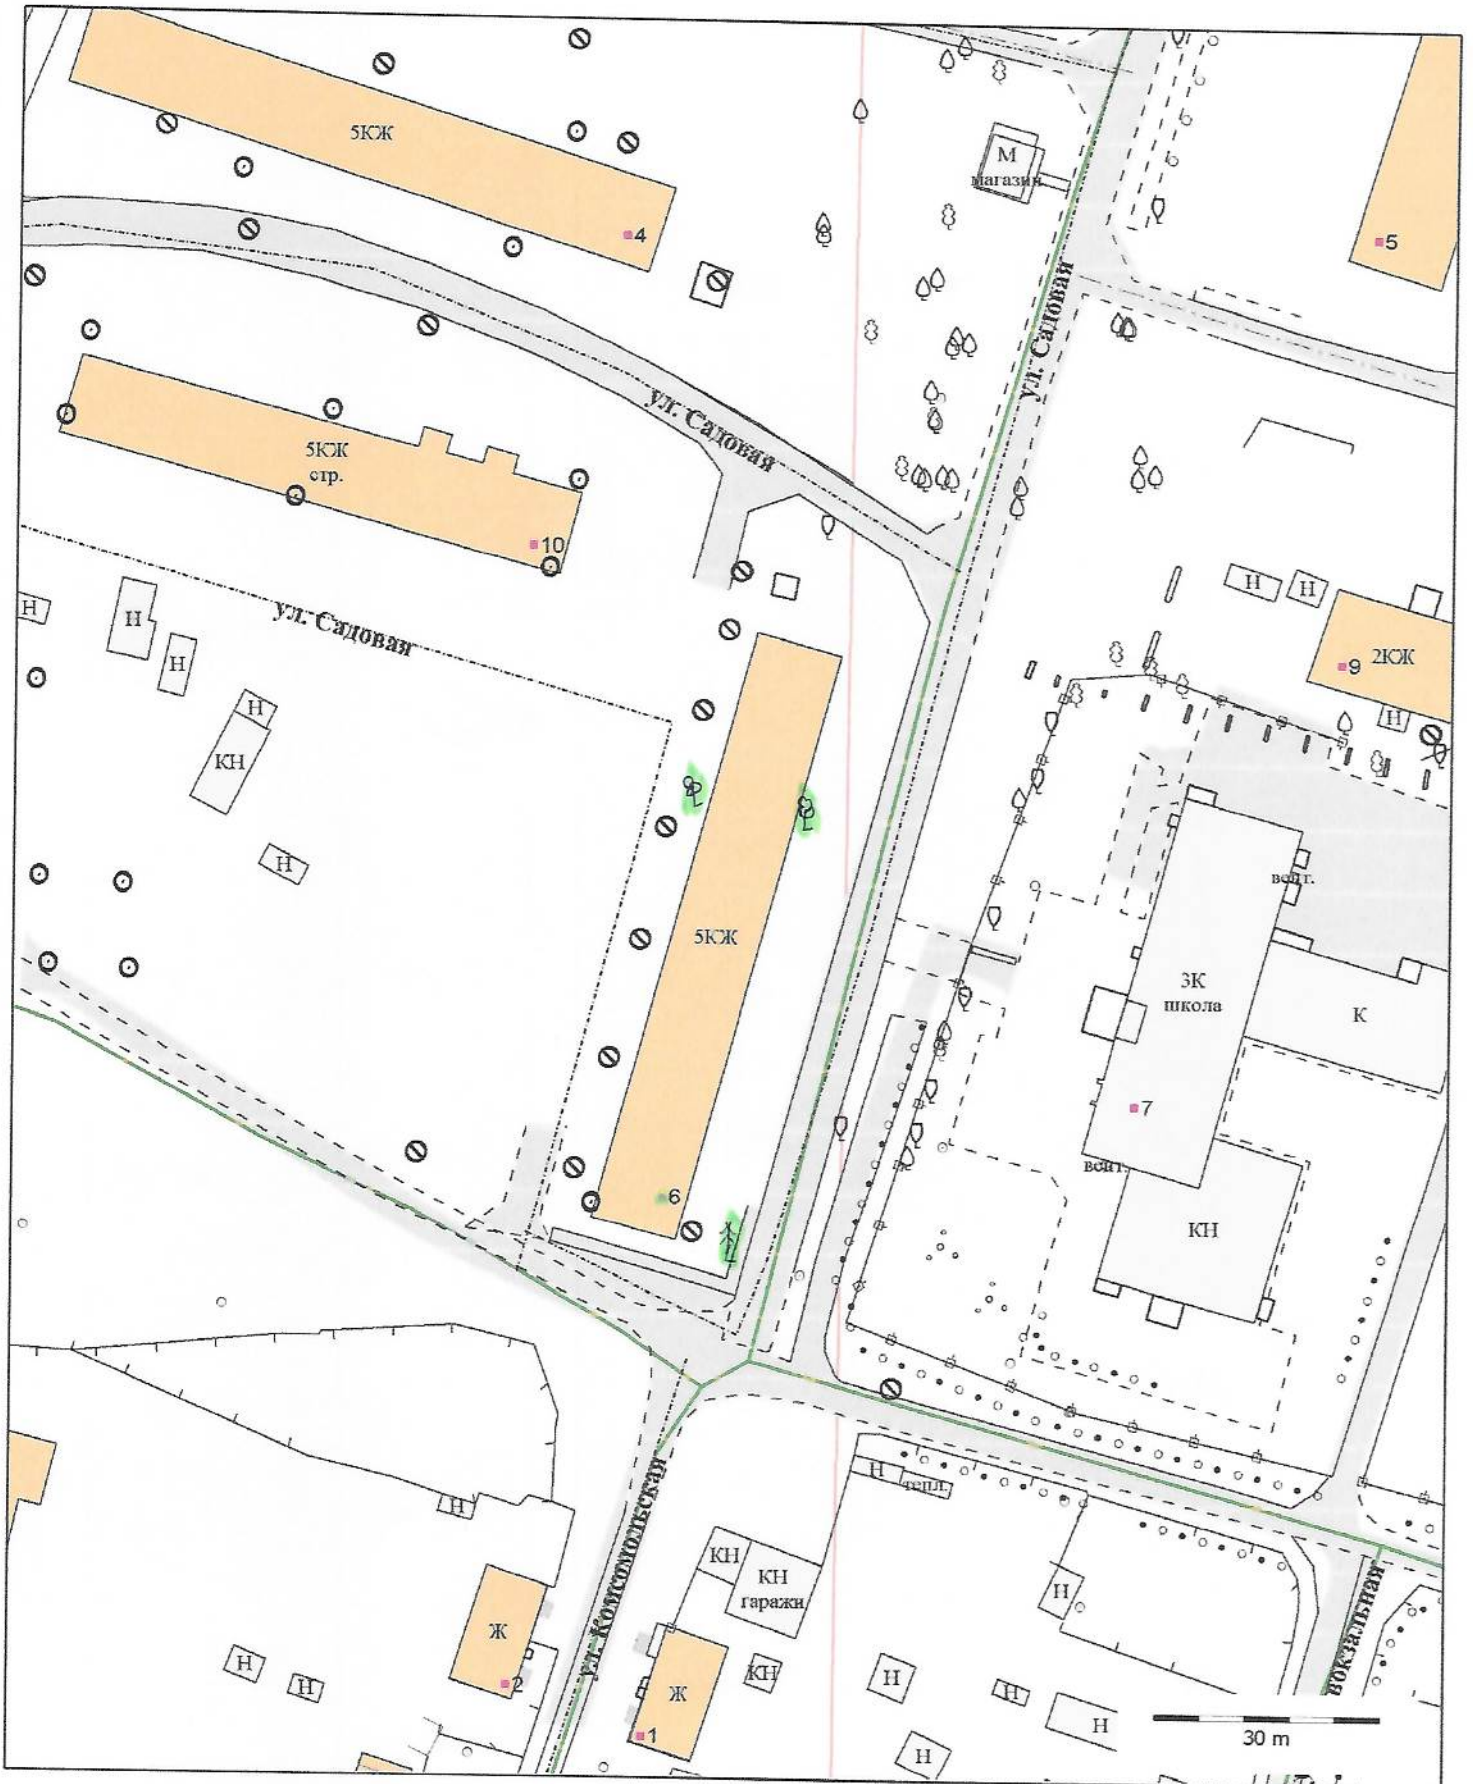 5КЖ
М
магазин
4
5
ул. Садовая
ул. Садовая
5КЖ
стр.
10
Н
Н
Н
ул. Садовая
Н
Н
2КЖ
9
Н
Н
КН
Н
вент.
5КЖ
3К
школа
К
7
вент.
6
КН
Н
Н
тепл.
ул. Комсомольская
КН
КН
гаражи
Н
вокзальная
Ж
2
Н
Н
КН
Ж
1
Н
Н
Н
Н
30 m